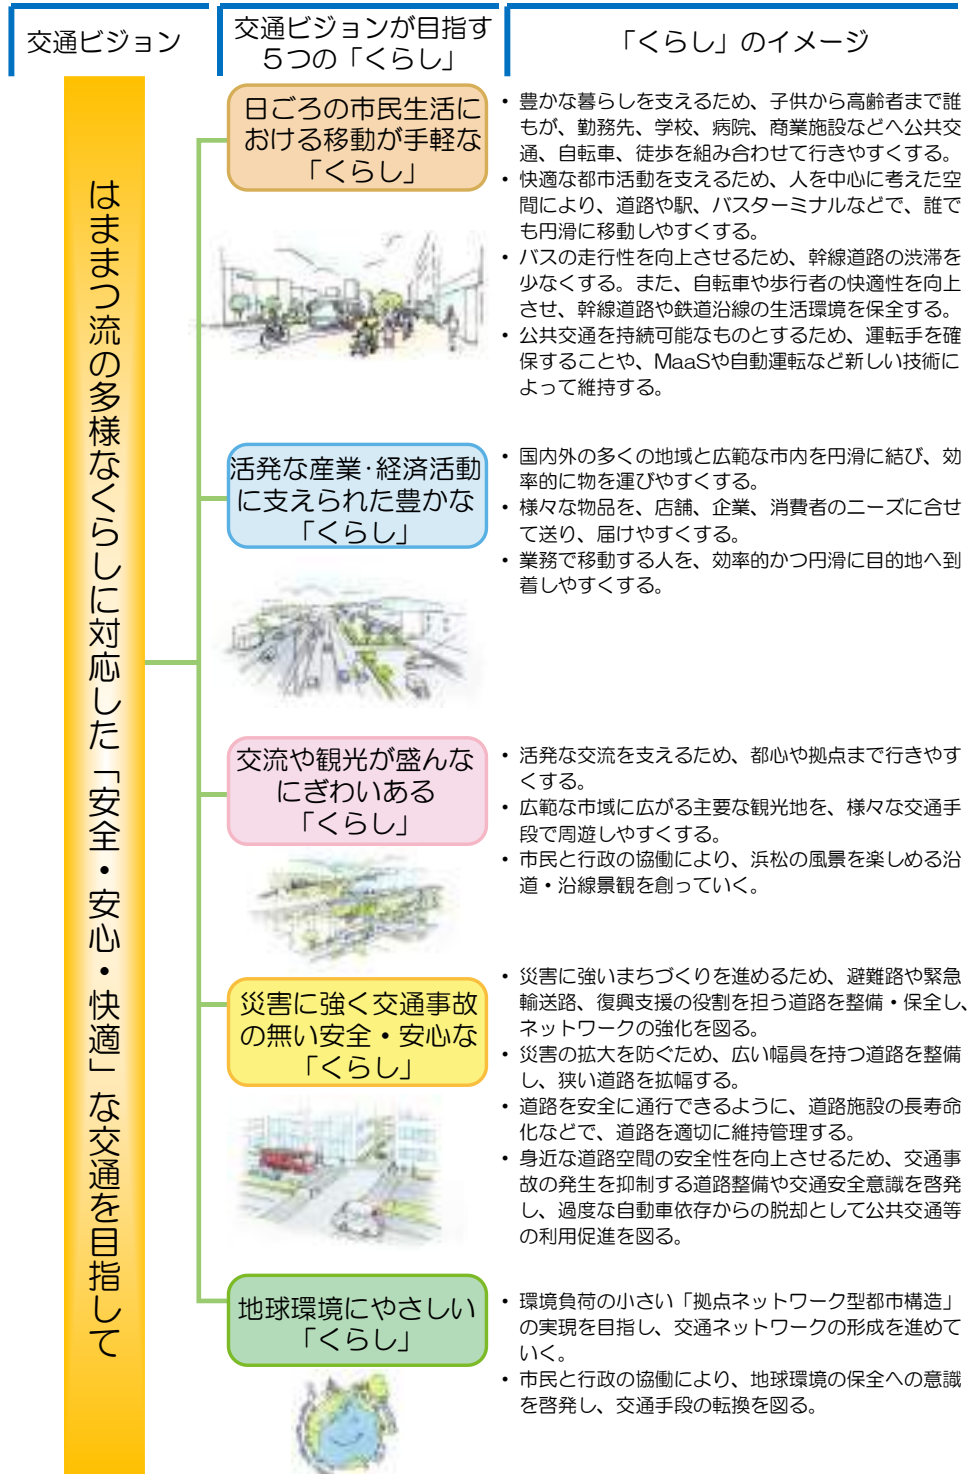 交通ビジョン
交通ビジョンが目指す
５つの「くらし」
「くらし」のイメージ
はままつ流の多様なくらしに対応した「安全・安心・快適」な交通を目指して
日ごろの市民生活に
おける移動が手軽な
「くらし」
• 豊かな暮らしを支えるため、子供から高齢者まで誰
もが、勤務先、学校、病院、商業施設などへ公共交
通、自転車、徒歩を組み合わせて行きやすくする。
• 快適な都市活動を支えるため、人を中心に考えた空
間により、道路や駅、バスターミナルなどで、誰で
も円滑に移動しやすくする。
• バスの走行性を向上させるため、幹線道路の渋滞を
少なくする。また、自転車や歩行者の快適性を向上
させ、幹線道路や鉄道沿線の生活環境を保全する。
• 公共交通を持続可能なものとするため、運転手を確
保することや、MaaSや自動運転など新しい技術に
よって維持する。
活発な産業･経済活動
に支えられた豊かな
「くらし」
• 国内外の多くの地域と広範な市内を円滑に結び、効
率的に物を運びやすくする。
• 様々な物品を、店舗、企業、消費者のニーズに合せ
て送り、届けやすくする。
• 業務で移動する人を、効率的かつ円滑に目的地へ到
着しやすくする。
交流や観光が盛んな
にぎわいある
「くらし」
• 活発な交流を支えるため、都心や拠点まで行きやす
くする。
• 広範な市域に広がる主要な観光地を、様々な交通手
段で周遊しやすくする。
• 市民と行政の協働により、浜松の風景を楽しめる沿
道・沿線景観を創っていく。
災害に強く交通事故
の無い安全・安心な
「くらし」
• 災害に強いまちづくりを進めるため、避難路や緊急
輸送路、復興支援の役割を担う道路を整備・保全し、
ネットワークの強化を図る。
• 災害の拡大を防ぐため、広い幅員を持つ道路を整備
し、狭い道路を拡幅する。
• 道路を安全に通行できるように、道路施設の長寿命
化などで、道路を適切に維持管理する。
• 身近な道路空間の安全性を向上させるため、交通事
故の発生を抑制する道路整備や交通安全意識を啓発
し、過度な自動車依存からの脱却として公共交通等
の利用促進を図る。
地球環境にやさしい
「くらし」
• 環境負荷の小さい「拠点ネットワーク型都市構造」
の実現を目指し、交通ネットワークの形成を進めて
いく。
• 市民と行政の協働により、地球環境の保全への意識
を啓発し、交通手段の転換を図る。